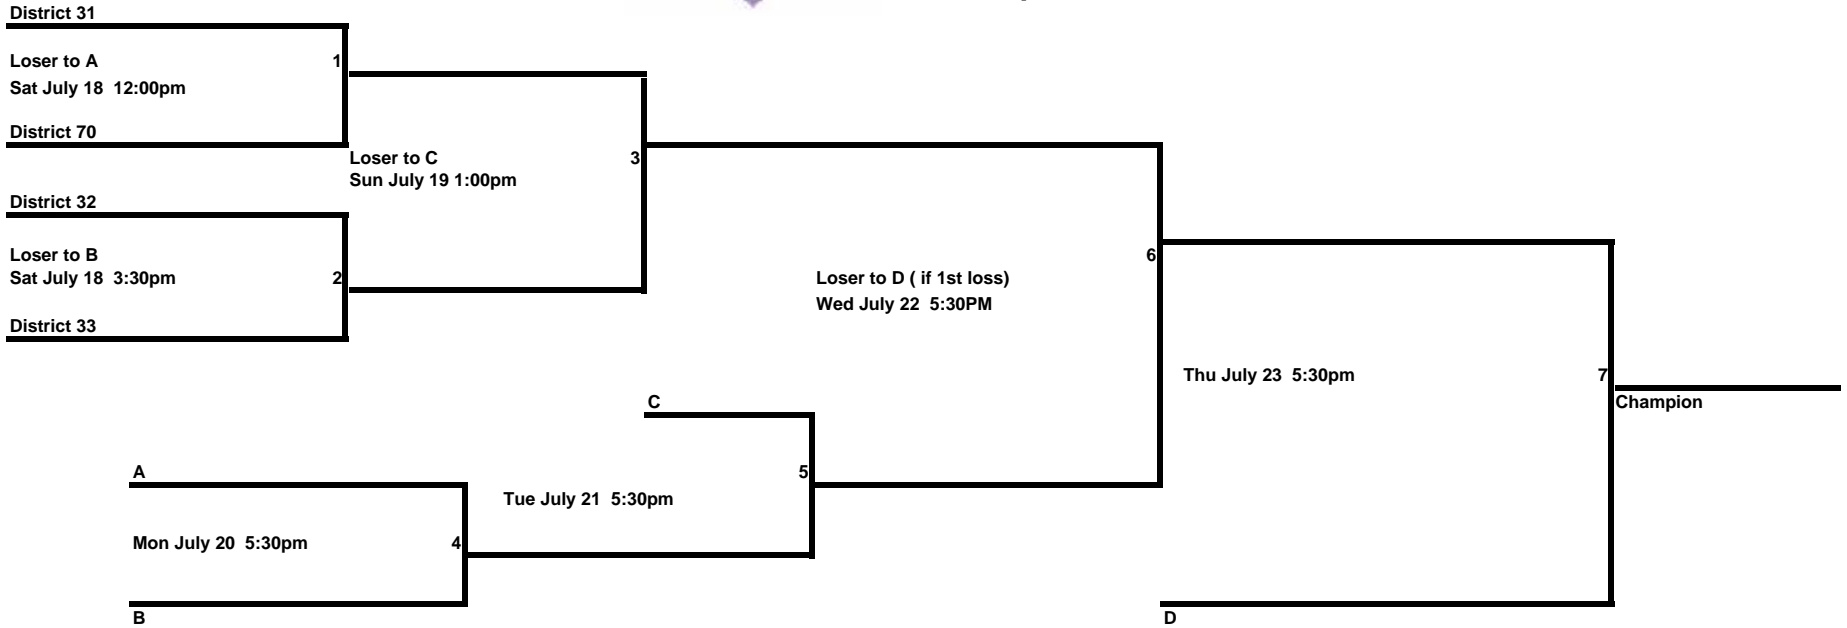 District 31
Loser to A
1
Sat July 18  12:00pm
District 70
Loser to C
3
Sun July 19 1:00pm
District 32
Loser to B
6
Sat July 18  3:30pm
2
Loser to D ( if 1st loss)
Wed July 22  5:30PM
District 33
Thu July 23  5:30pm
7
C
Champion
A
5
Tue July 21  5:30pm
Mon July 20  5:30pm
4
B
D